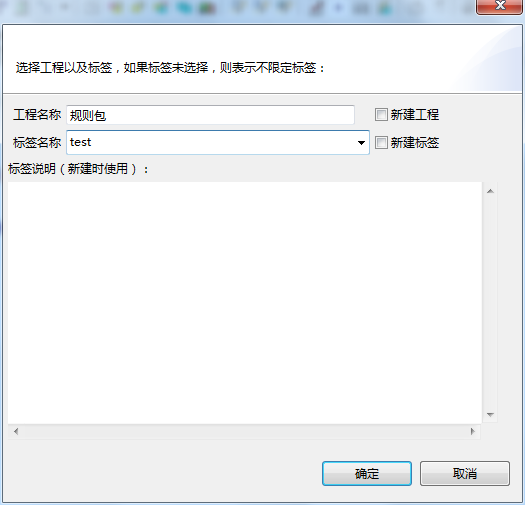 选择工程以及标签，如果标签未选择，则表示不限定标签：
工程名称 规则包 新建工程
标签名称 test 新建标签
标签说明（新建时使用）：
确定 取消